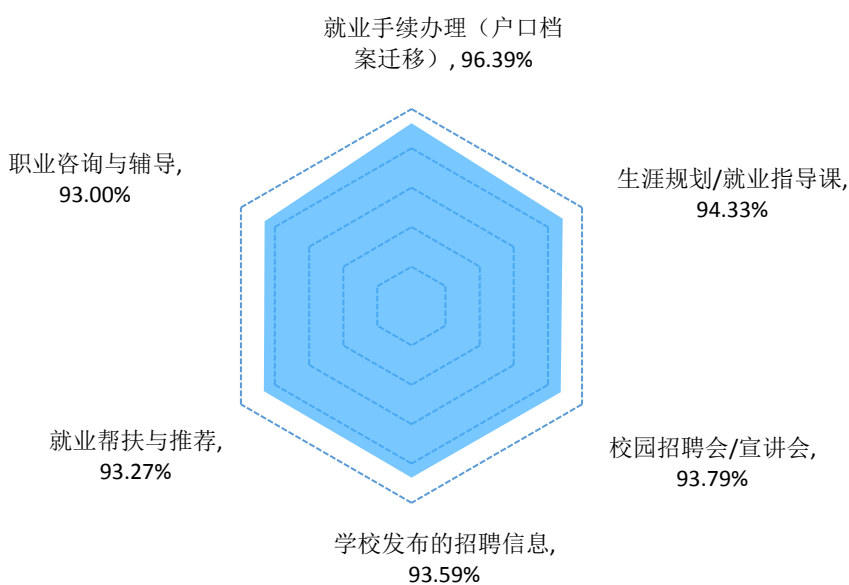 就业手续办理（户口档
案迁移）, 96.39%
生涯规划/就业指导课,
94.33%
校园招聘会/宣讲会,
93.79%
学校发布的招聘信息,
93.59%
就业帮扶与推荐,
93.27%
职业咨询与辅导,
93.00%